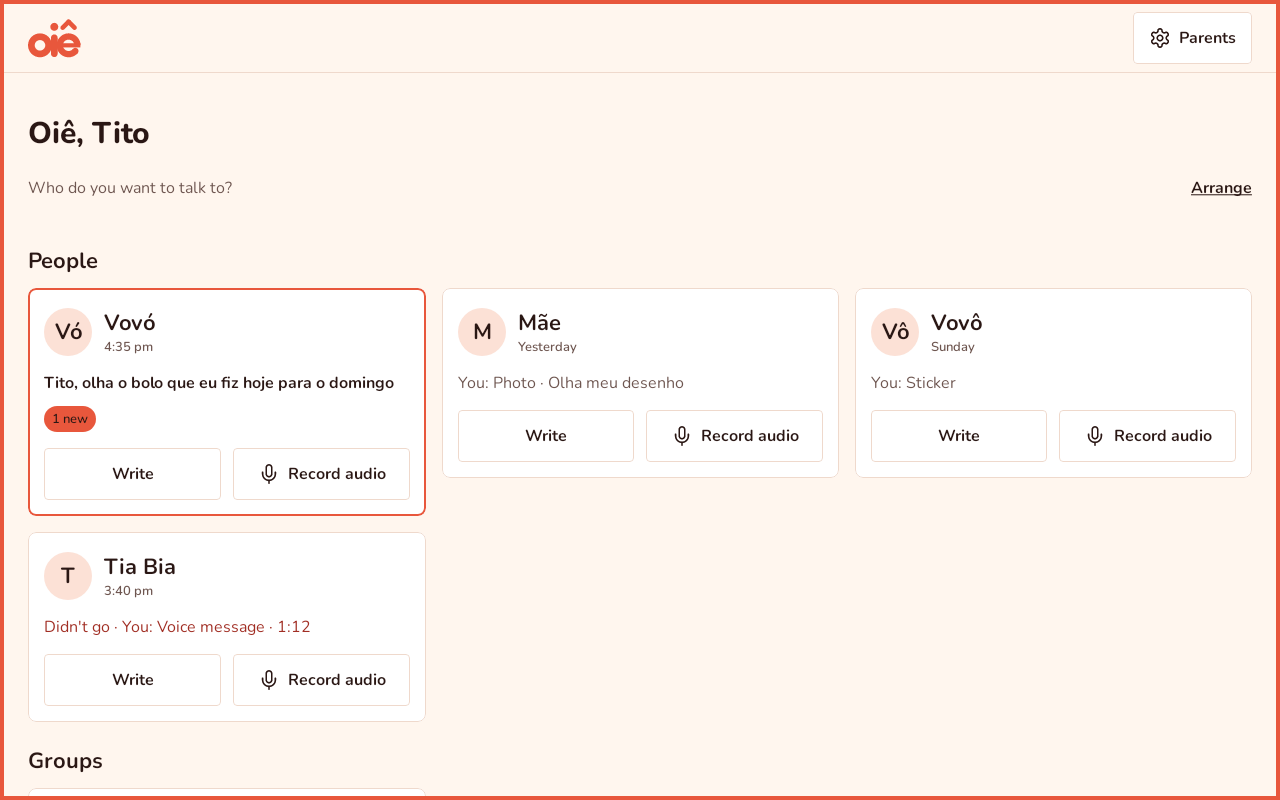 oiê
Parents
Oiê, Tito
Who do you want to talk to?
Arrange
People
Vó
Vovó
4:35 pm
Tito, olha o bolo que eu fiz hoje para o domingo
1 new
Write
Record audio
M
Mãe
Yesterday
You: Photo · Olha meu desenho
Write
Record audio
Vô
Vovô
Sunday
You: Sticker
Write
Record audio
T
Tia Bia
3:40 pm
Didn't go · You: Voice message · 1:12
Write
Record audio
Groups